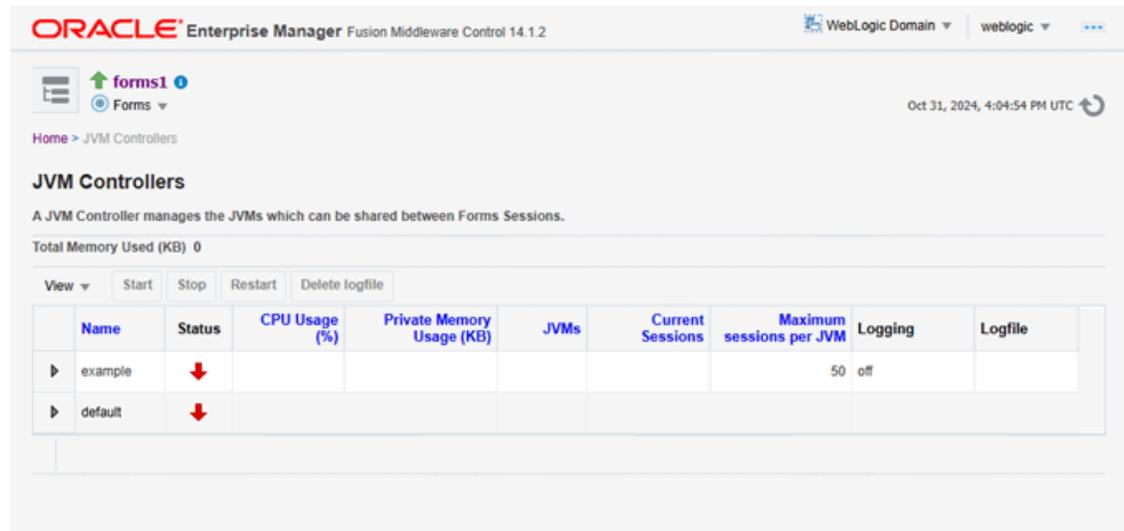 ORACLE Enterprise Manager Fusion Middleware Control 14.1.2
WebLogic Domain
weblogic
forms1
Forms
Oct 31, 2024, 4:04:54 PM UTC
Home > JVM Controllers
JVM Controllers
A JVM Controller manages the JVMs which can be shared between Forms Sessions.
Total Memory Used (KB) 0
View Start Stop Restart Delete logfile
Name Status CPU Usage (%) Private Memory Usage (KB) JVMs Current Sessions Maximum sessions per JVM Logging Logfile
example 50 off
default